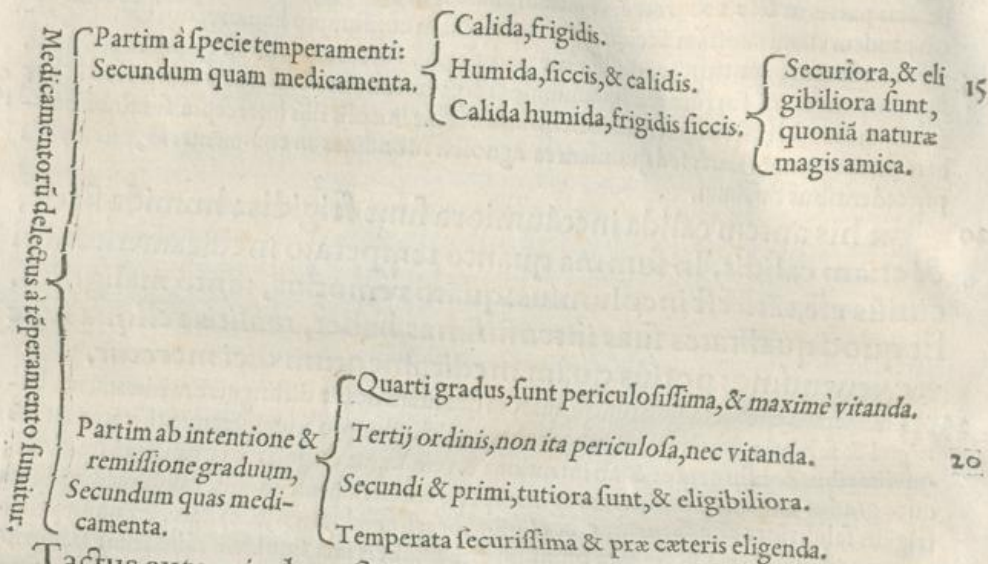 Medicamentorū delectus à tēperamento sumitur.
Partim à specie temperamenti:
Secundum quam medicamenta.
Calida, frigidis.
Humida, siccis, & calidis.
Calida humida, frigidis siccis.
Securiora, & eli
gibiliora sunt,
quoniā naturæ
magis amica.
15
Partim ab intentione &
remissione graduum,
Secundum quas medi-
camenta.
Quarti gradus, sunt periculosissima, & maximè vitanda.
Tertij ordinis, non ita periculosa, nec vitanda.
Secundi & primi, tutiora sunt, & eligibiliora.
Temperata securissima & præ cæteris eligenda.
20